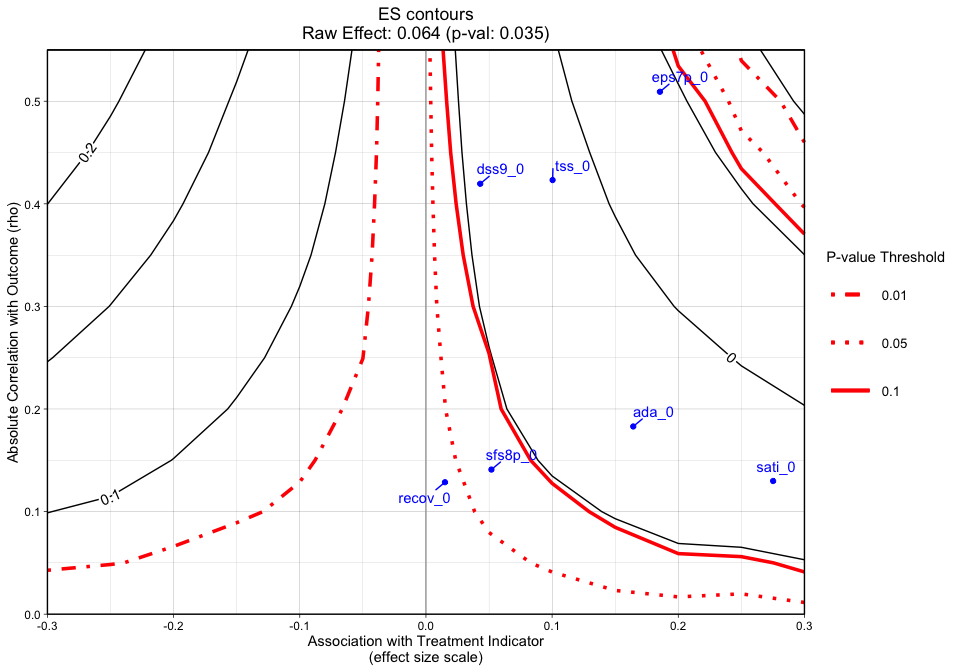 ES contours
Raw Effect: 0.064 (p-val: 0.035)
Absolute Correlation with Outcome (rho)
0.5
0.4
0.3
0.2
0.1
0.0
0.2
0.1
0
eps7p_0
dss9_0
tss_0
ada_0
sfs8p_0
sati_0
recov_0
-0.3
-0.2
-0.1
0.0
0.1
0.2
0.3
Association with Treatment Indicator
(effect size scale)
P-value Threshold
0.01
0.05
0.1